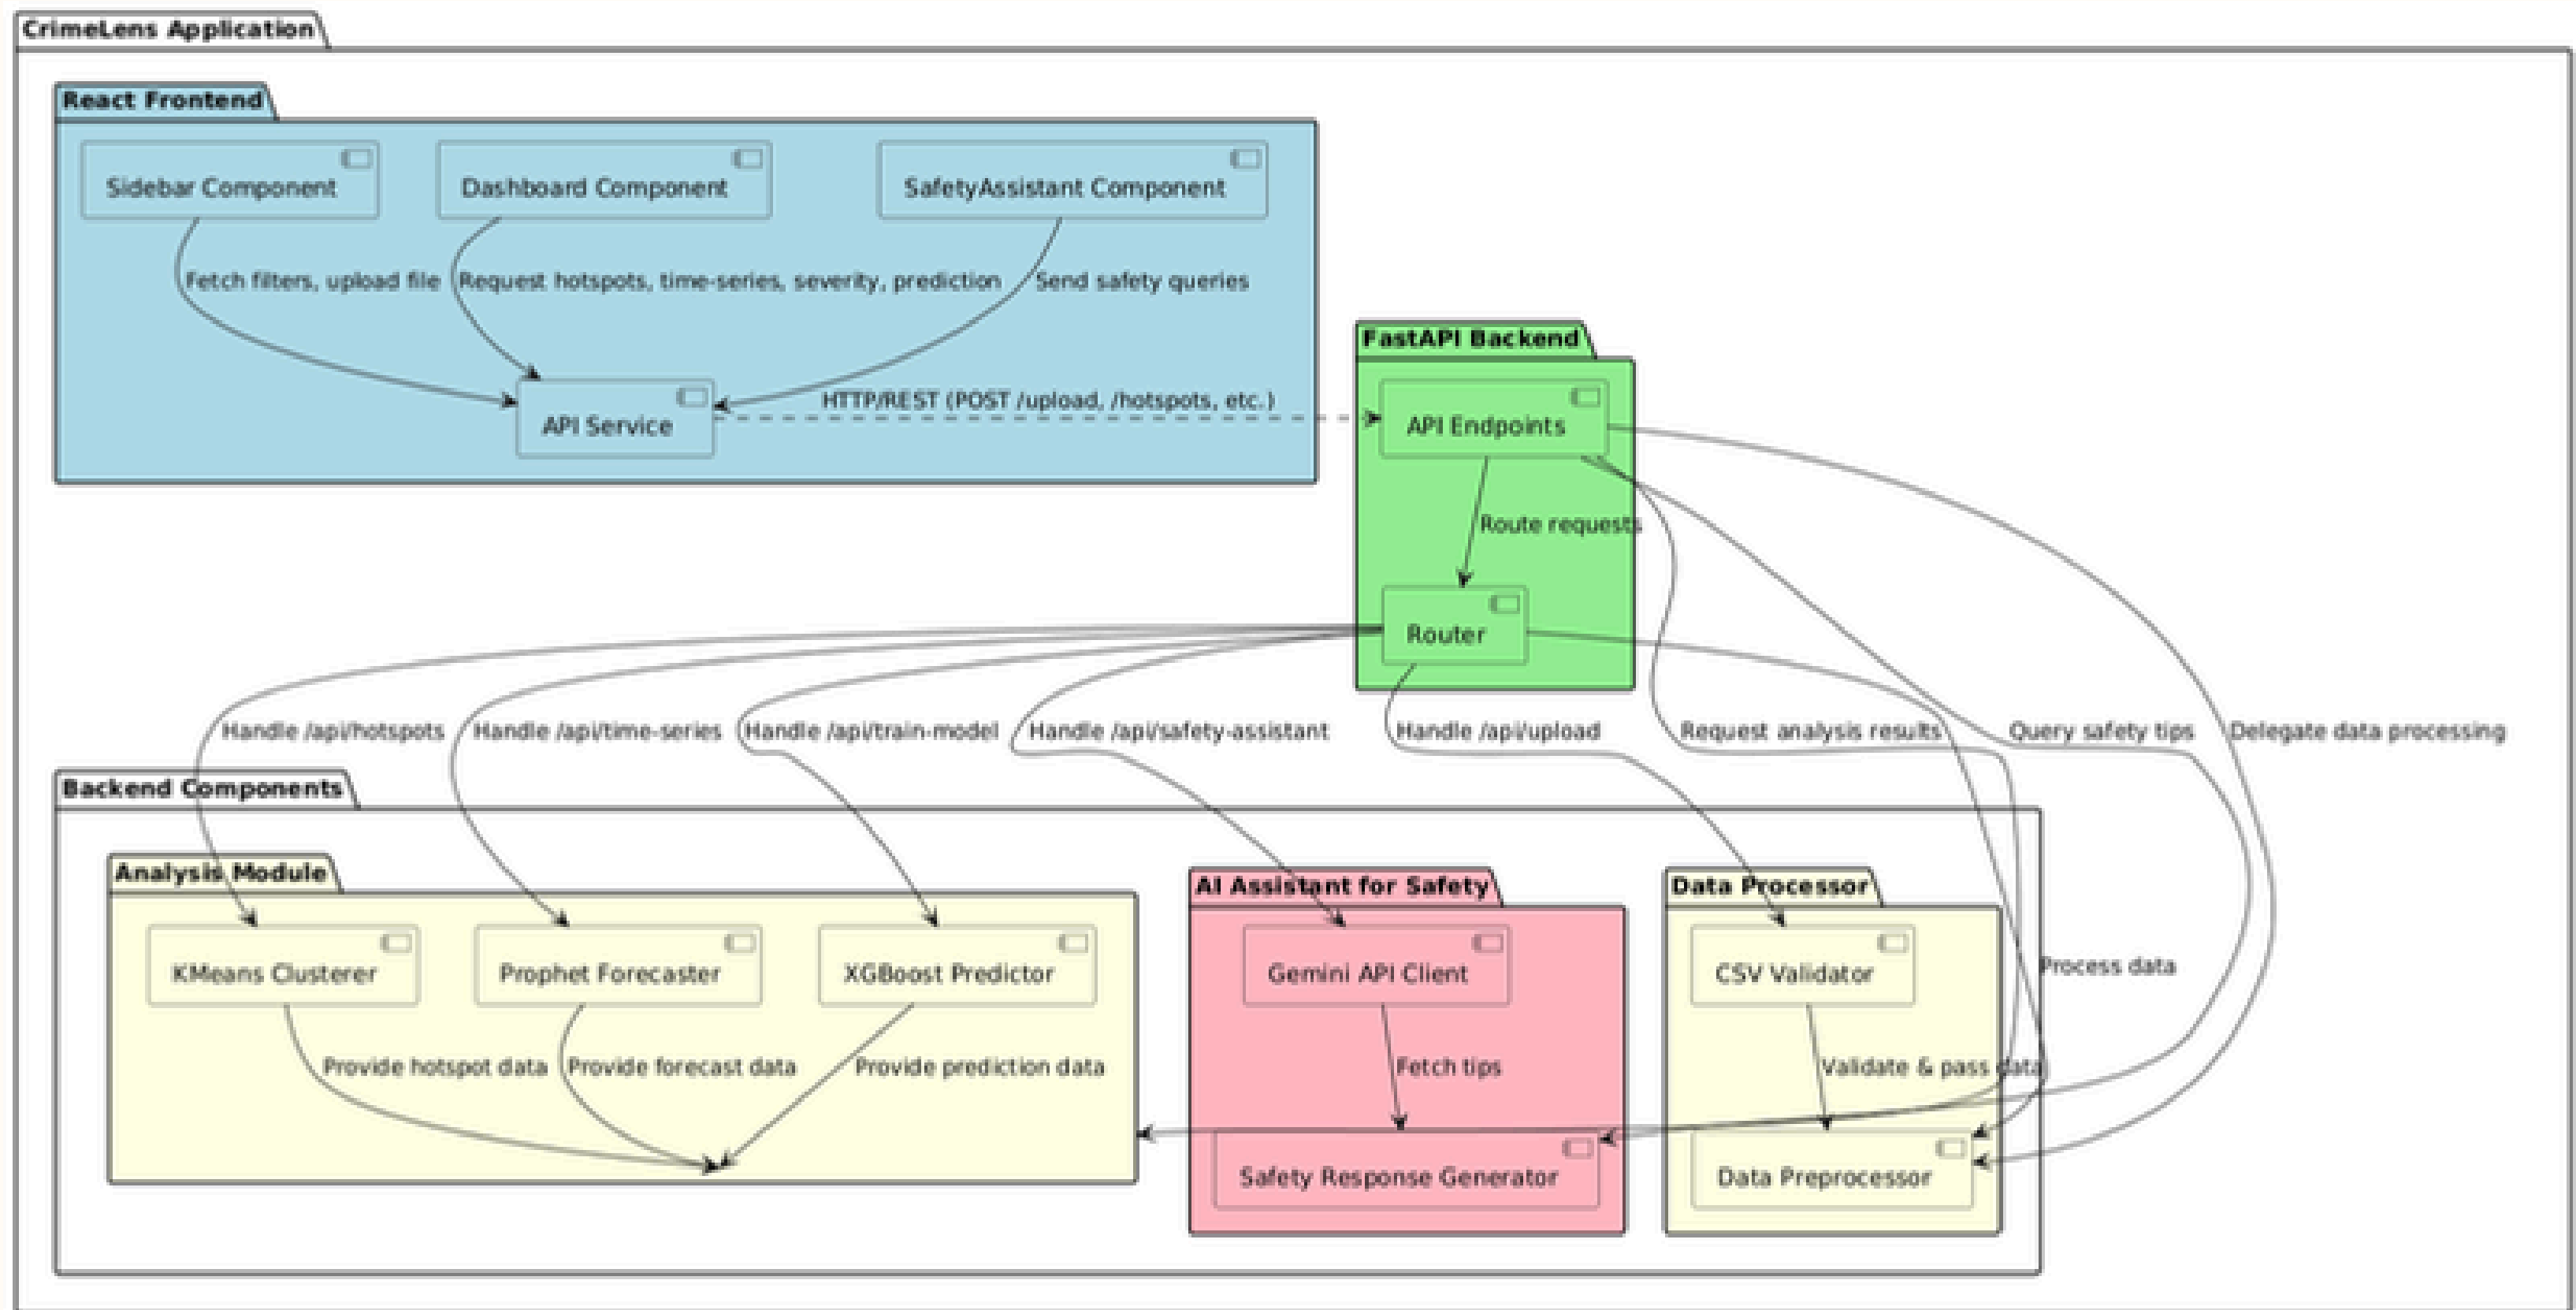 CrimeLens Application
React Frontend
Sidebar Component
Dashboard Component
SafetyAssistant Component
Fetch filters, upload file
Request hotspots, time-series, severity, prediction
Send safety queries
FastAPI Backend
HTTP/REST (POST /upload, /hotspots, etc.)
API Service
API Endpoints
Route requests
Router
Handle /api/hotspots
Handle /api/time-series
Handle /api/train-model
Handle /api/safety-assistant
Handle /api/upload
Request analysis results
Query safety tips
Delegate data processing
Backend Components
Analysis Module
AI Assistant for Safety
Data Processor
KMeans Clusterer
Prophet Forecaster
XGBoost Predictor
Gemini API Client
CSV Validator
Process data
Provide hotspot data
Provide forecast data
Provide prediction data
Fetch tips
Validate & pass data
Safety Response Generator
Data Preprocessor